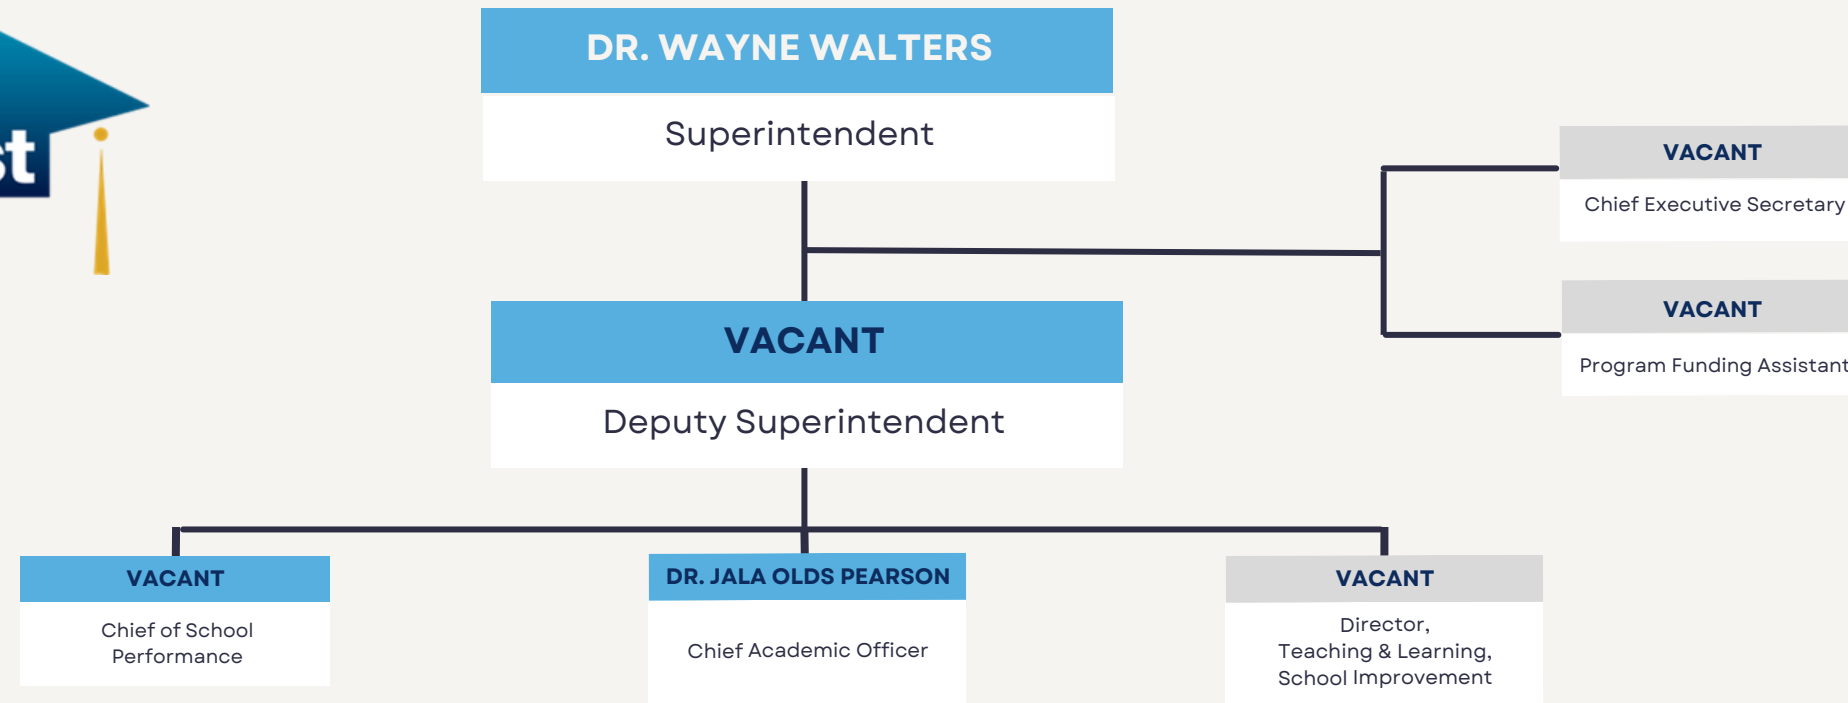 DR. WAYNE WALTERS
Superintendent
st
VACANT
Chief Executive Secretary
VACANT
Program Funding Assistant
VACANT
Deputy Superintendent
VACANT
Chief of School
Performance
DR. JALA OLDS PEARSON
Chief Academic Officer
VACANT
Director,
Teaching & Learning,
School Improvement